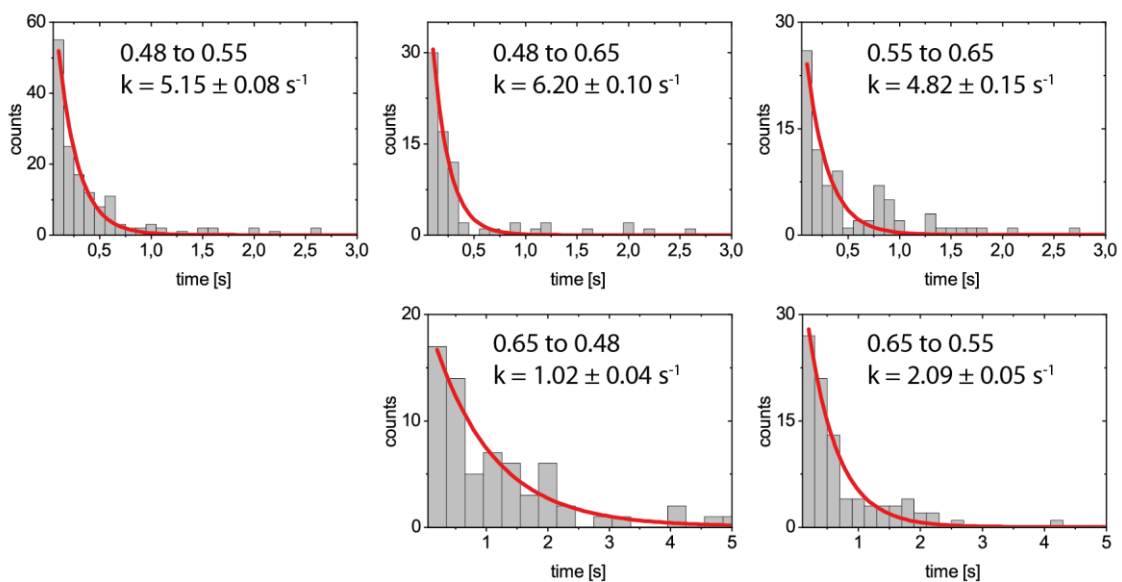 60
40
20
0
counts
0.48 to 0.55
k = 5.15 ± 0.08 s⁻¹
0,5 1,0 1,5 2,0 2,5 3,0
time [s]
30
15
0
counts
0.48 to 0.65
k = 6.20 ± 0.10 s⁻¹
0,5 1,0 1,5 2,0 2,5 3,0
time [s]
30
15
0
counts
0.55 to 0.65
k = 4.82 ± 0.15 s⁻¹
0,5 1,0 1,5 2,0 2,5 3,0
time [s]
20
10
0
counts
0.65 to 0.48
k = 1.02 ± 0.04 s⁻¹
1 2 3 4 5
time [s]
30
15
0
counts
0.65 to 0.55
k = 2.09 ± 0.05 s⁻¹
1 2 3 4 5
time [s]